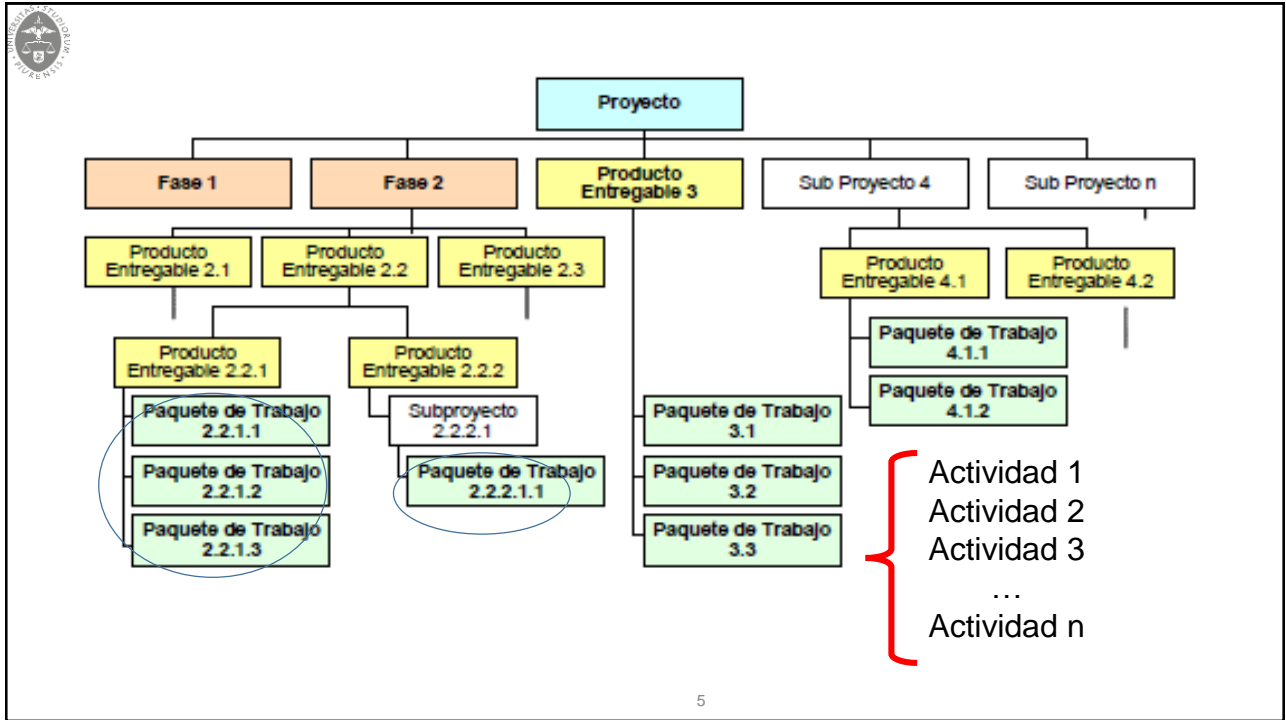 UNIVERSITAS · STUDIORUM · PIURENSIS
Proyecto
Fase 1
Fase 2
Producto
Entregable 3
Sub Proyecto 4
Sub Proyecto n
Producto
Entregable 2.1
Producto
Entregable 2.2
Producto
Entregable 2.3
Producto
Entregable 4.1
Producto
Entregable 4.2
Producto
Entregable 2.2.1
Producto
Entregable 2.2.2
Paquete de Trabajo
4.1.1
Paquete de Trabajo
4.1.2
Paquete de Trabajo
2.2.1.1
Subproyecto
2.2.2.1
Paquete de Trabajo
3.1
Paquete de Trabajo
2.2.1.2
Paquete de Trabajo
2.2.2.1.1
Paquete de Trabajo
3.2
Paquete de Trabajo
2.2.1.3
Paquete de Trabajo
3.3
Actividad 1
Actividad 2
Actividad 3
…
Actividad n
5